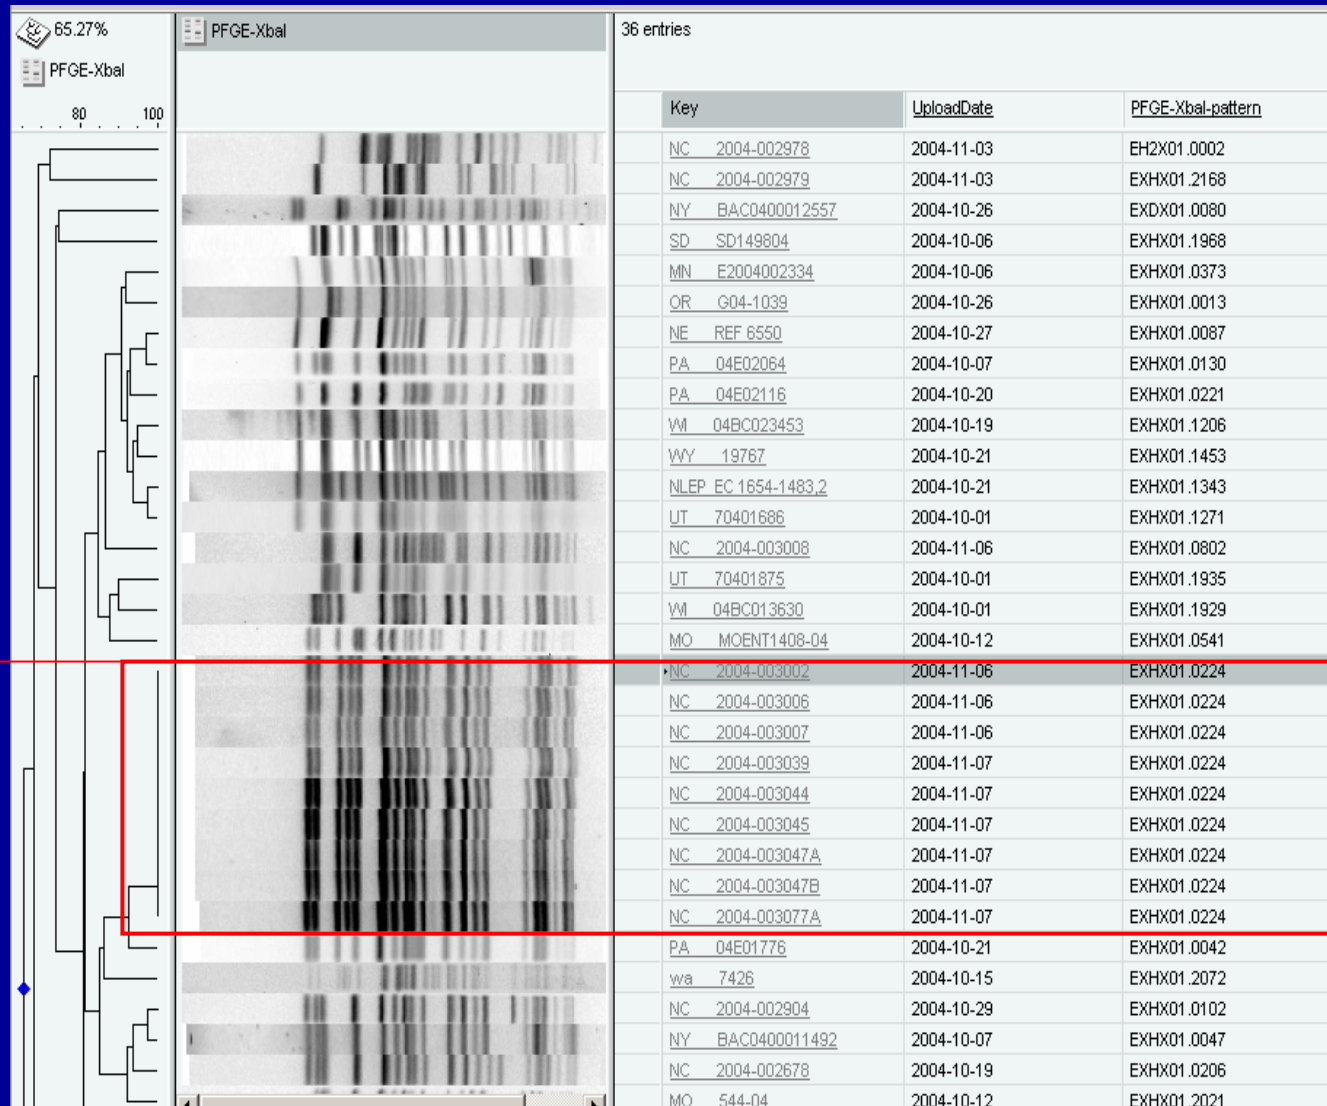 65.27%
PFGE-XbaI
80 100
PFGE-XbaI
36 entries
Key UploadDate PFGE-XbaI-pattern
NC 2004-002978 2004-11-03 EH2X01.0002
NC 2004-002979 2004-11-03 EXHX01.2168
NY BAC0400012557 2004-10-26 EXDX01.0080
SD SD149804 2004-10-06 EXHX01.1968
MN E2004002334 2004-10-06 EXHX01.0373
OR G04-1039 2004-10-26 EXHX01.0013
NE REF 6550 2004-10-27 EXHX01.0087
PA 04E02064 2004-10-07 EXHX01.0130
PA 04E02116 2004-10-20 EXHX01.0221
WI 04BC023453 2004-10-19 EXHX01.1206
WY 19767 2004-10-21 EXHX01.1453
NLEP EC 1654-1483,2 2004-10-21 EXHX01.1343
UT 70401686 2004-10-01 EXHX01.1271
NC 2004-003008 2004-11-06 EXHX01.0802
UT 70401875 2004-10-01 EXHX01.1935
WI 04BC013630 2004-10-01 EXHX01.1929
MO MOENT1408-04 2004-10-12 EXHX01.0541
NC 2004-003002 2004-11-06 EXHX01.0224
NC 2004-003006 2004-11-06 EXHX01.0224
NC 2004-003007 2004-11-06 EXHX01.0224
NC 2004-003039 2004-11-07 EXHX01.0224
NC 2004-003044 2004-11-07 EXHX01.0224
NC 2004-003045 2004-11-07 EXHX01.0224
NC 2004-003047A 2004-11-07 EXHX01.0224
NC 2004-003047B 2004-11-07 EXHX01.0224
NC 2004-003077A 2004-11-07 EXHX01.0224
PA 04E01776 2004-10-21 EXHX01.0042
wa 7426 2004-10-15 EXHX01.2072
NC 2004-002904 2004-10-29 EXHX01.0102
NY BAC0400011492 2004-10-07 EXHX01.0047
NC 2004-002678 2004-10-19 EXHX01.0206
MO 544-04 2004-10-12 EXHX01.2021